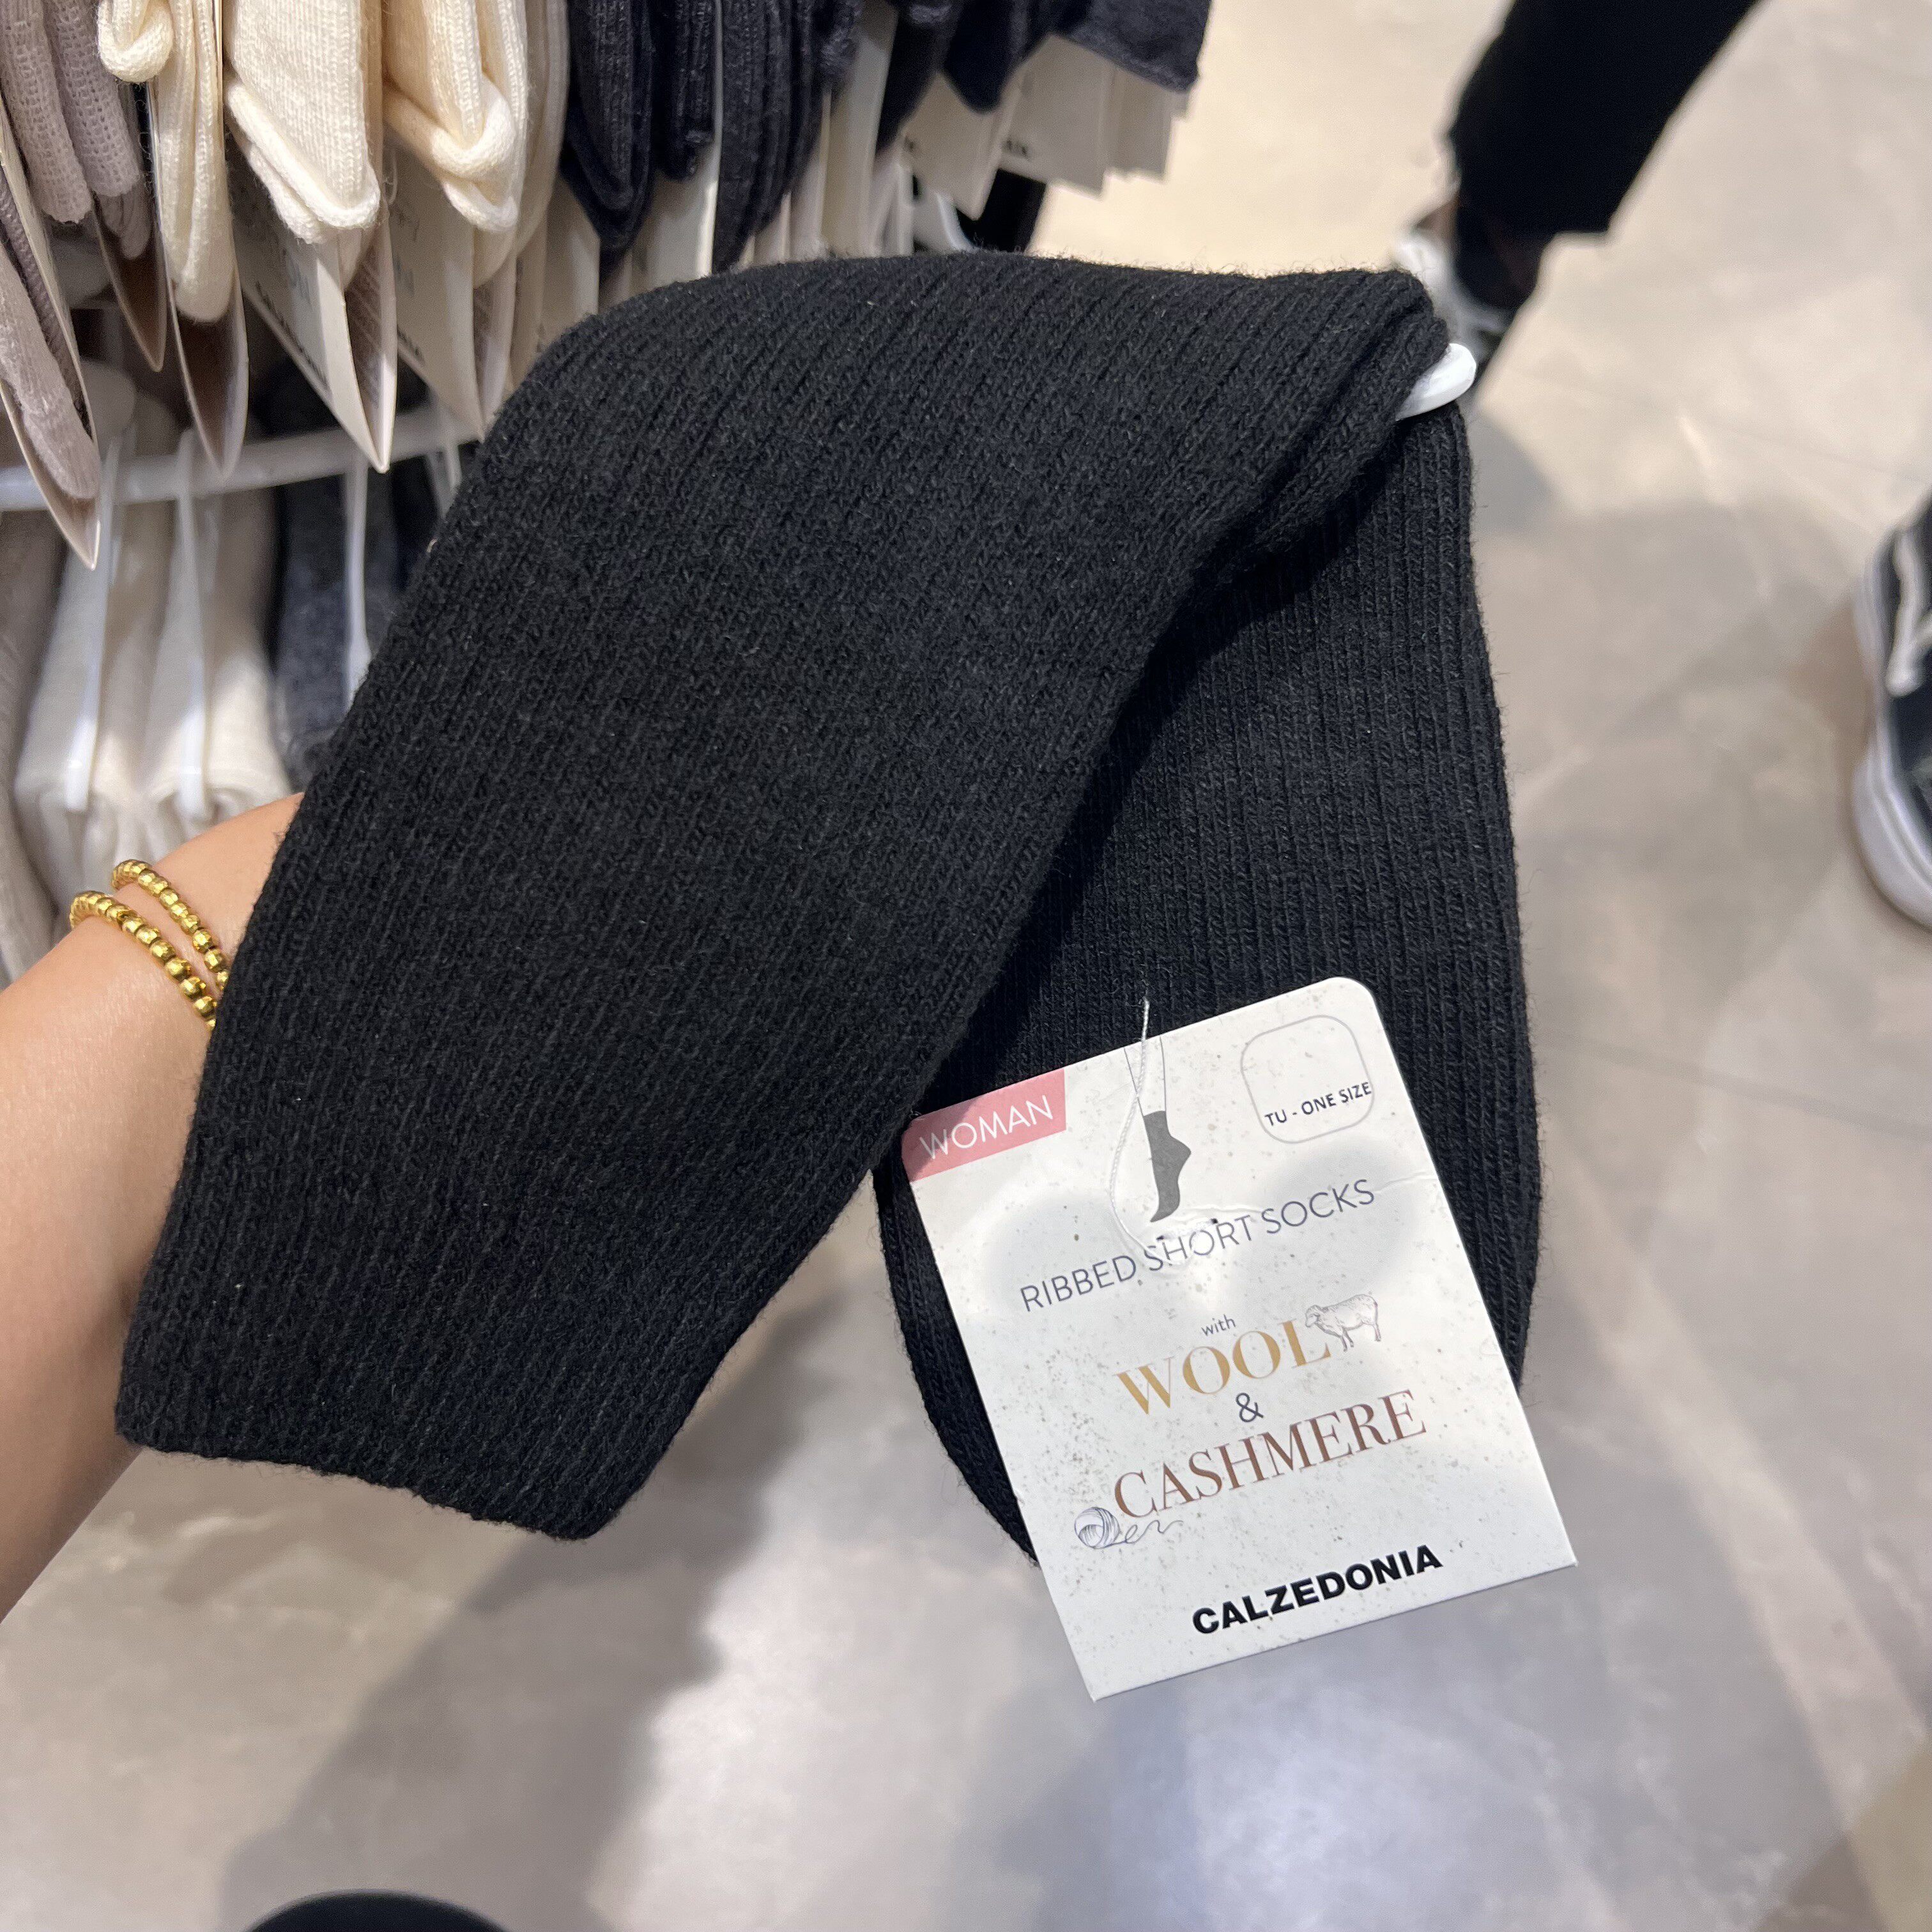 WOMAN
TU - ONE SIZE
RIBBED SHORT SOCKS
with
WOOL
&
CASHMERE
CALZEDONIA